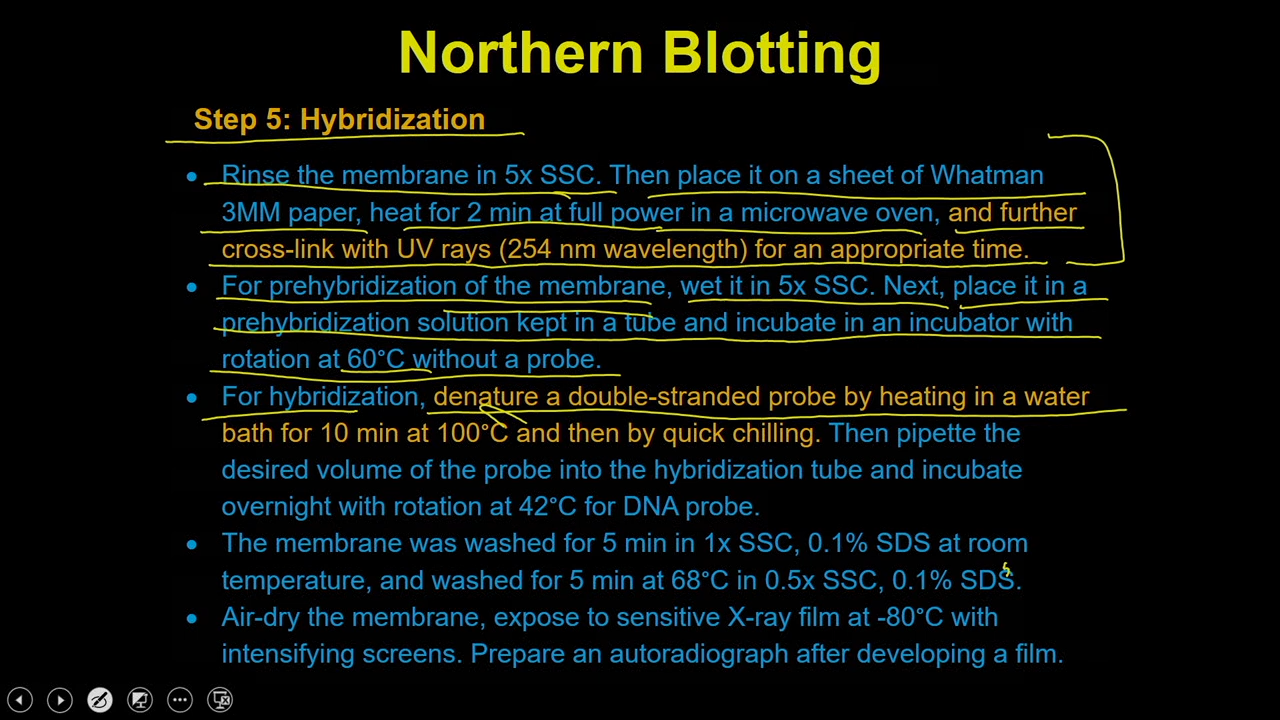 Northern Blotting
Step 5: Hybridization
• Rinse the membrane in 5x SSC. Then place it on a sheet of Whatman
3MM paper, heat for 2 min at full power in a microwave oven, and further
cross-link with UV rays (254 nm wavelength) for an appropriate time.
• For prehybridization of the membrane, wet it in 5x SSC. Next, place it in a
prehybridization solution kept in a tube and incubate in an incubator with
rotation at 60°C without a probe.
• For hybridization, denature a double-stranded probe by heating in a water
bath for 10 min at 100°C and then by quick chilling. Then pipette the
desired volume of the probe into the hybridization tube and incubate
overnight with rotation at 42°C for DNA probe.
• The membrane was washed for 5 min in 1x SSC, 0.1% SDS at room
temperature, and washed for 5 min at 68°C in 0.5x SSC, 0.1% SDS.
• Air-dry the membrane, expose to sensitive X-ray film at -80°C with
intensifying screens. Prepare an autoradiograph after developing a film.